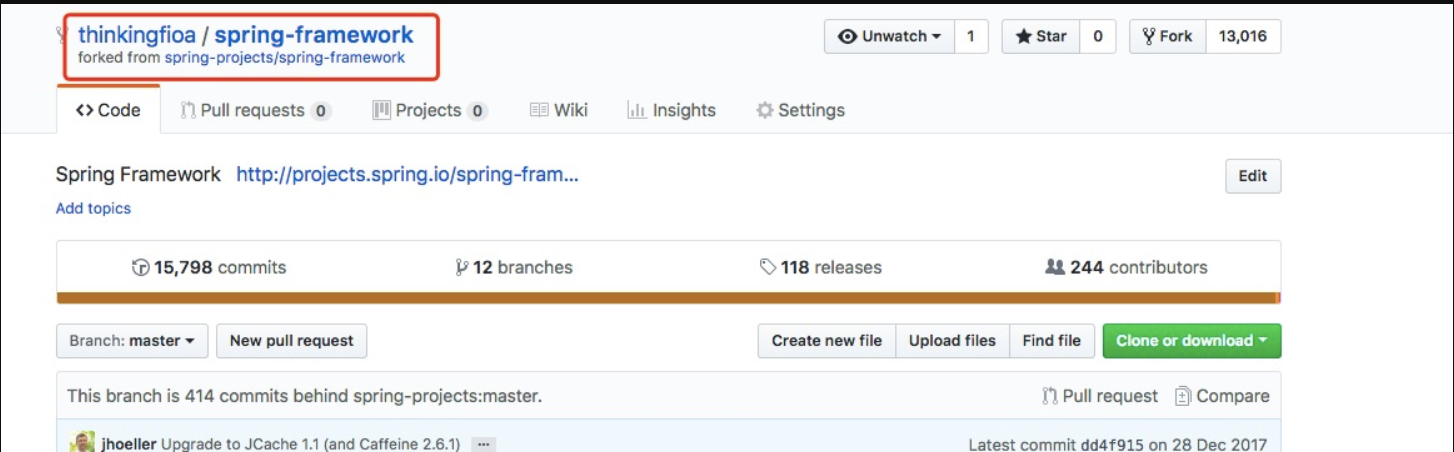 thinkingfioa / spring-framework Unwatch 1 Star 0 Fork 13,016
forked from spring-projects/spring-framework
Code Pull requests 0 Projects 0 Wiki Insights Settings
Spring Framework http://projects.spring.io/spring-fram... Edit
Add topics
15,798 commits 12 branches 118 releases 244 contributors
Branch: master New pull request Create new file Upload files Find file Clone or download
This branch is 414 commits behind spring-projects:master. Pull request Compare
jhoeller Upgrade to JCache 1.1 (and Caffeine 2.6.1) ... Latest commit dd4f915 on 28 Dec 2017